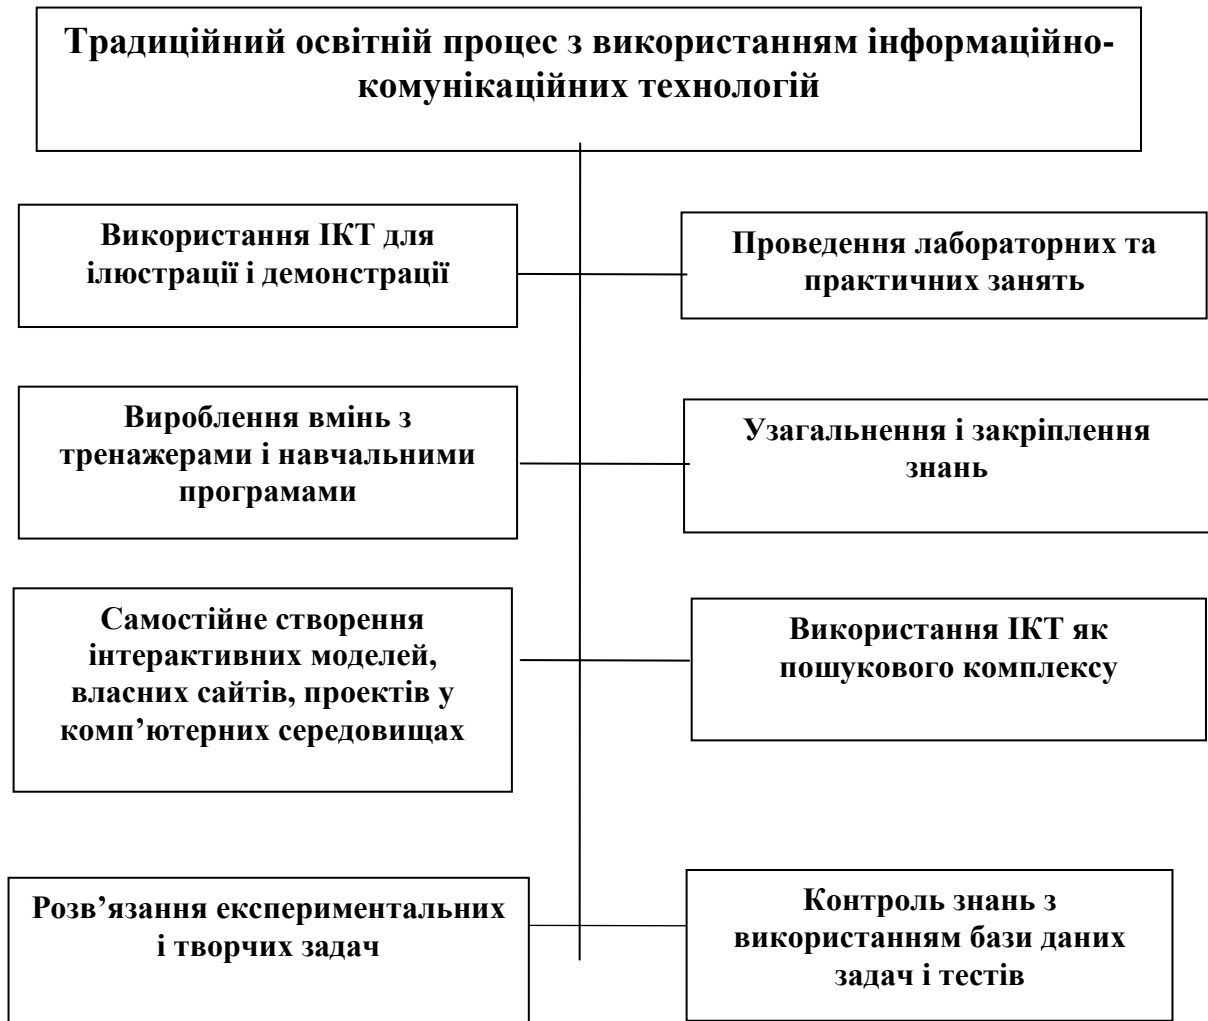 Традиційний освітній процес з використанням інформаційно-
комунікаційних технологій
Використання ІКТ для
ілюстрації і демонстрації
Проведення лабораторних та
практичних занять
Вироблення вмінь з
тренажерами і навчальними
програмами
Узагальнення і закріплення
знань
Самостійне створення
інтерактивних моделей,
власних сайтів, проектів у
комп’ютерних середовищах
Використання ІКТ як
пошукового комплексу
Розв’язання експериментальних
і творчих задач
Контроль знань з
використанням бази даних
задач і тестів